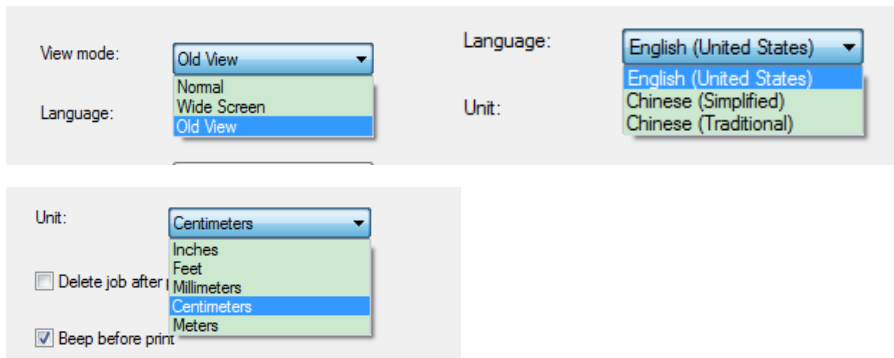 View mode: Old View
Normal
Wide Screen
Language: Old View
Language: English (United States)
English (United States)
Unit: Chinese (Simplified)
Chinese (Traditional)
Unit: Centimeters
Inches
Feet
Delete job after Millimeters
Centimeters
Meters
Beep before print